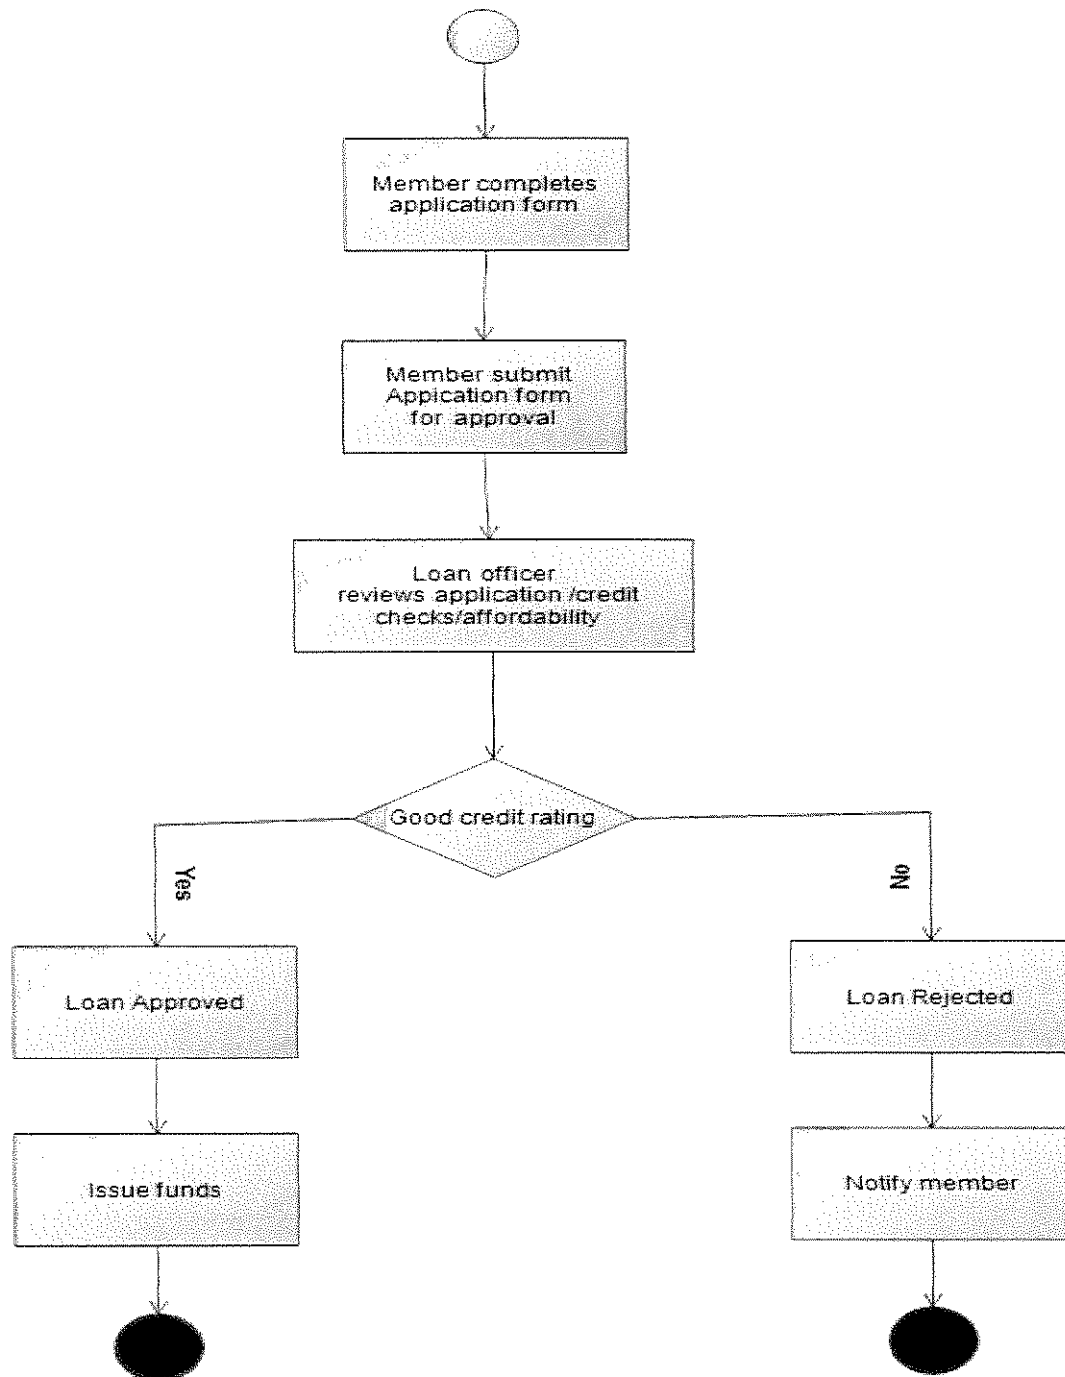 Member completes
application form
Member submit
Appication form
for approval
Loan officer
reviews application /credit
checks/affordability
Good credit rating
Yes
No
Loan Approved
Loan Rejected
Issue funds
Notify member